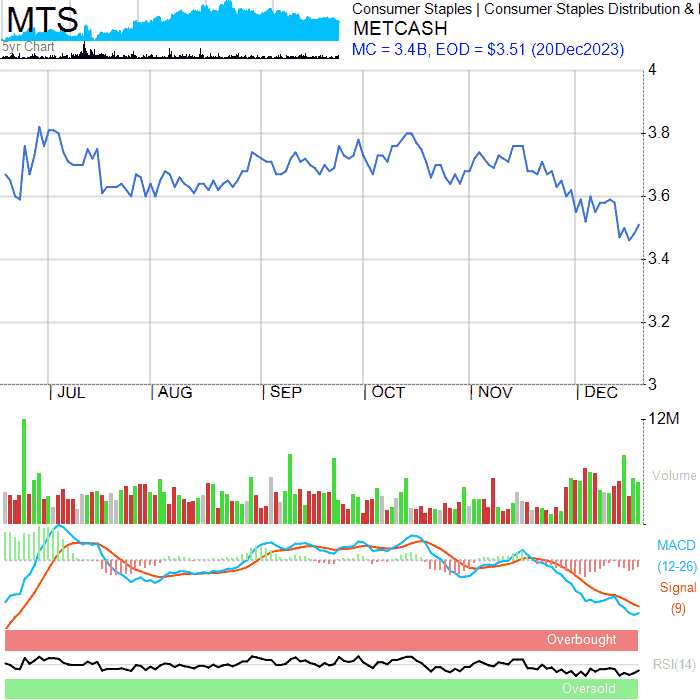 MTS
5yr Chart
Consumer Staples | Consumer Staples Distribution &
METCASH
MC = 3.4B, EOD = $3.51 (20Dec2023)
4
3.8
3.6
3.4
3.2
3
JUL AUG SEP OCT NOV DEC
12M
Volume
MACD
(12-26)
Signal
(9)
Overbought
RSI(14)
Oversold